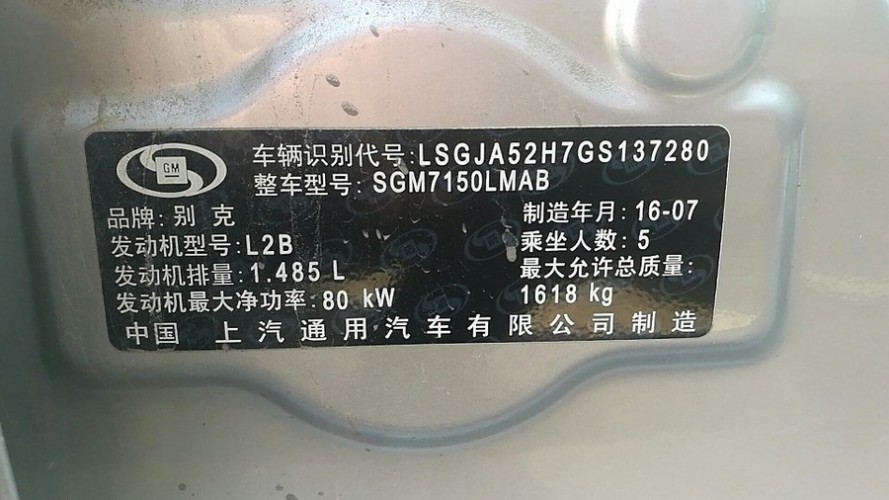 GM
车辆识别代号:LSGJA52H7GS137280
整车型号: SGM7150LMAB
品牌: 别 克
制造年月: 16-07
发动机型号: L2B
乘坐人数: 5
发动机排量: 1.485 L
最大允许总质量:
发动机最大净功率: 80 kW
1618 kg
中国 上汽通用汽车有限公司制造